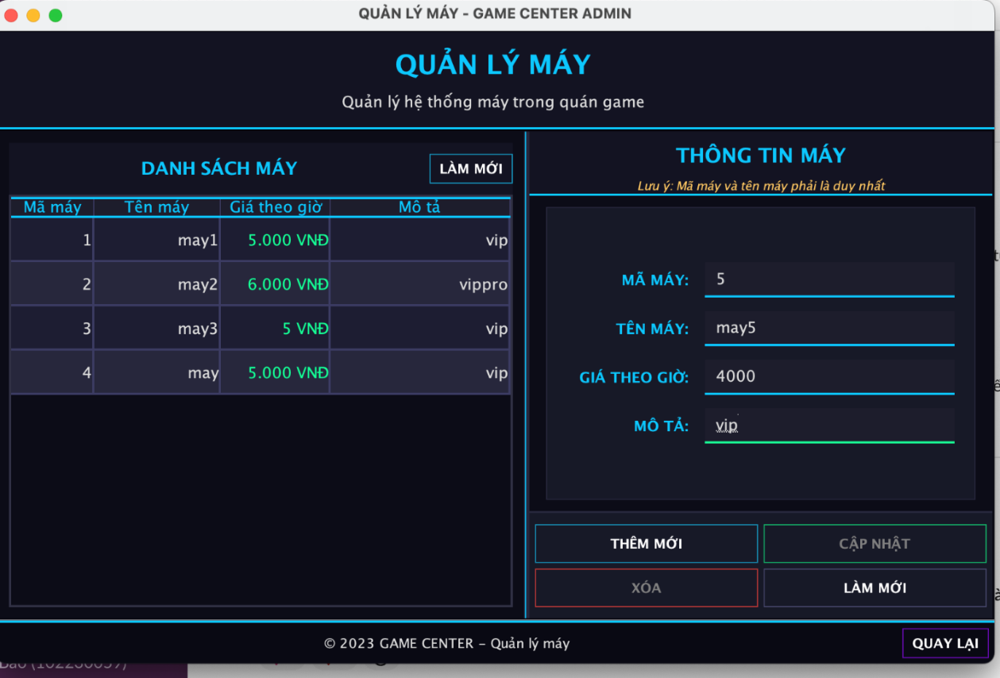 QUẢN LÝ MÁY - GAME CENTER ADMIN
QUẢN LÝ MÁY
Quản lý hệ thống máy trong quán game
DANH SÁCH MÁY
LÀM MỚI
Mã máy Tên máy Giá theo giờ Mô tả
1 may1 5.000 VNĐ vip
2 may2 6.000 VNĐ vippro
3 may3 5 VNĐ vip
4 may 5.000 VNĐ vip
THÔNG TIN MÁY
Lưu ý: Mã máy và tên máy phải là duy nhất
MÃ MÁY: 5
TÊN MÁY: may5
GIÁ THEO GIỜ: 4000
MÔ TẢ: vip
THÊM MỚI
CẬP NHẬT
XÓA
LÀM MỚI
© 2023 GAME CENTER – Quản lý máy
QUAY LẠI